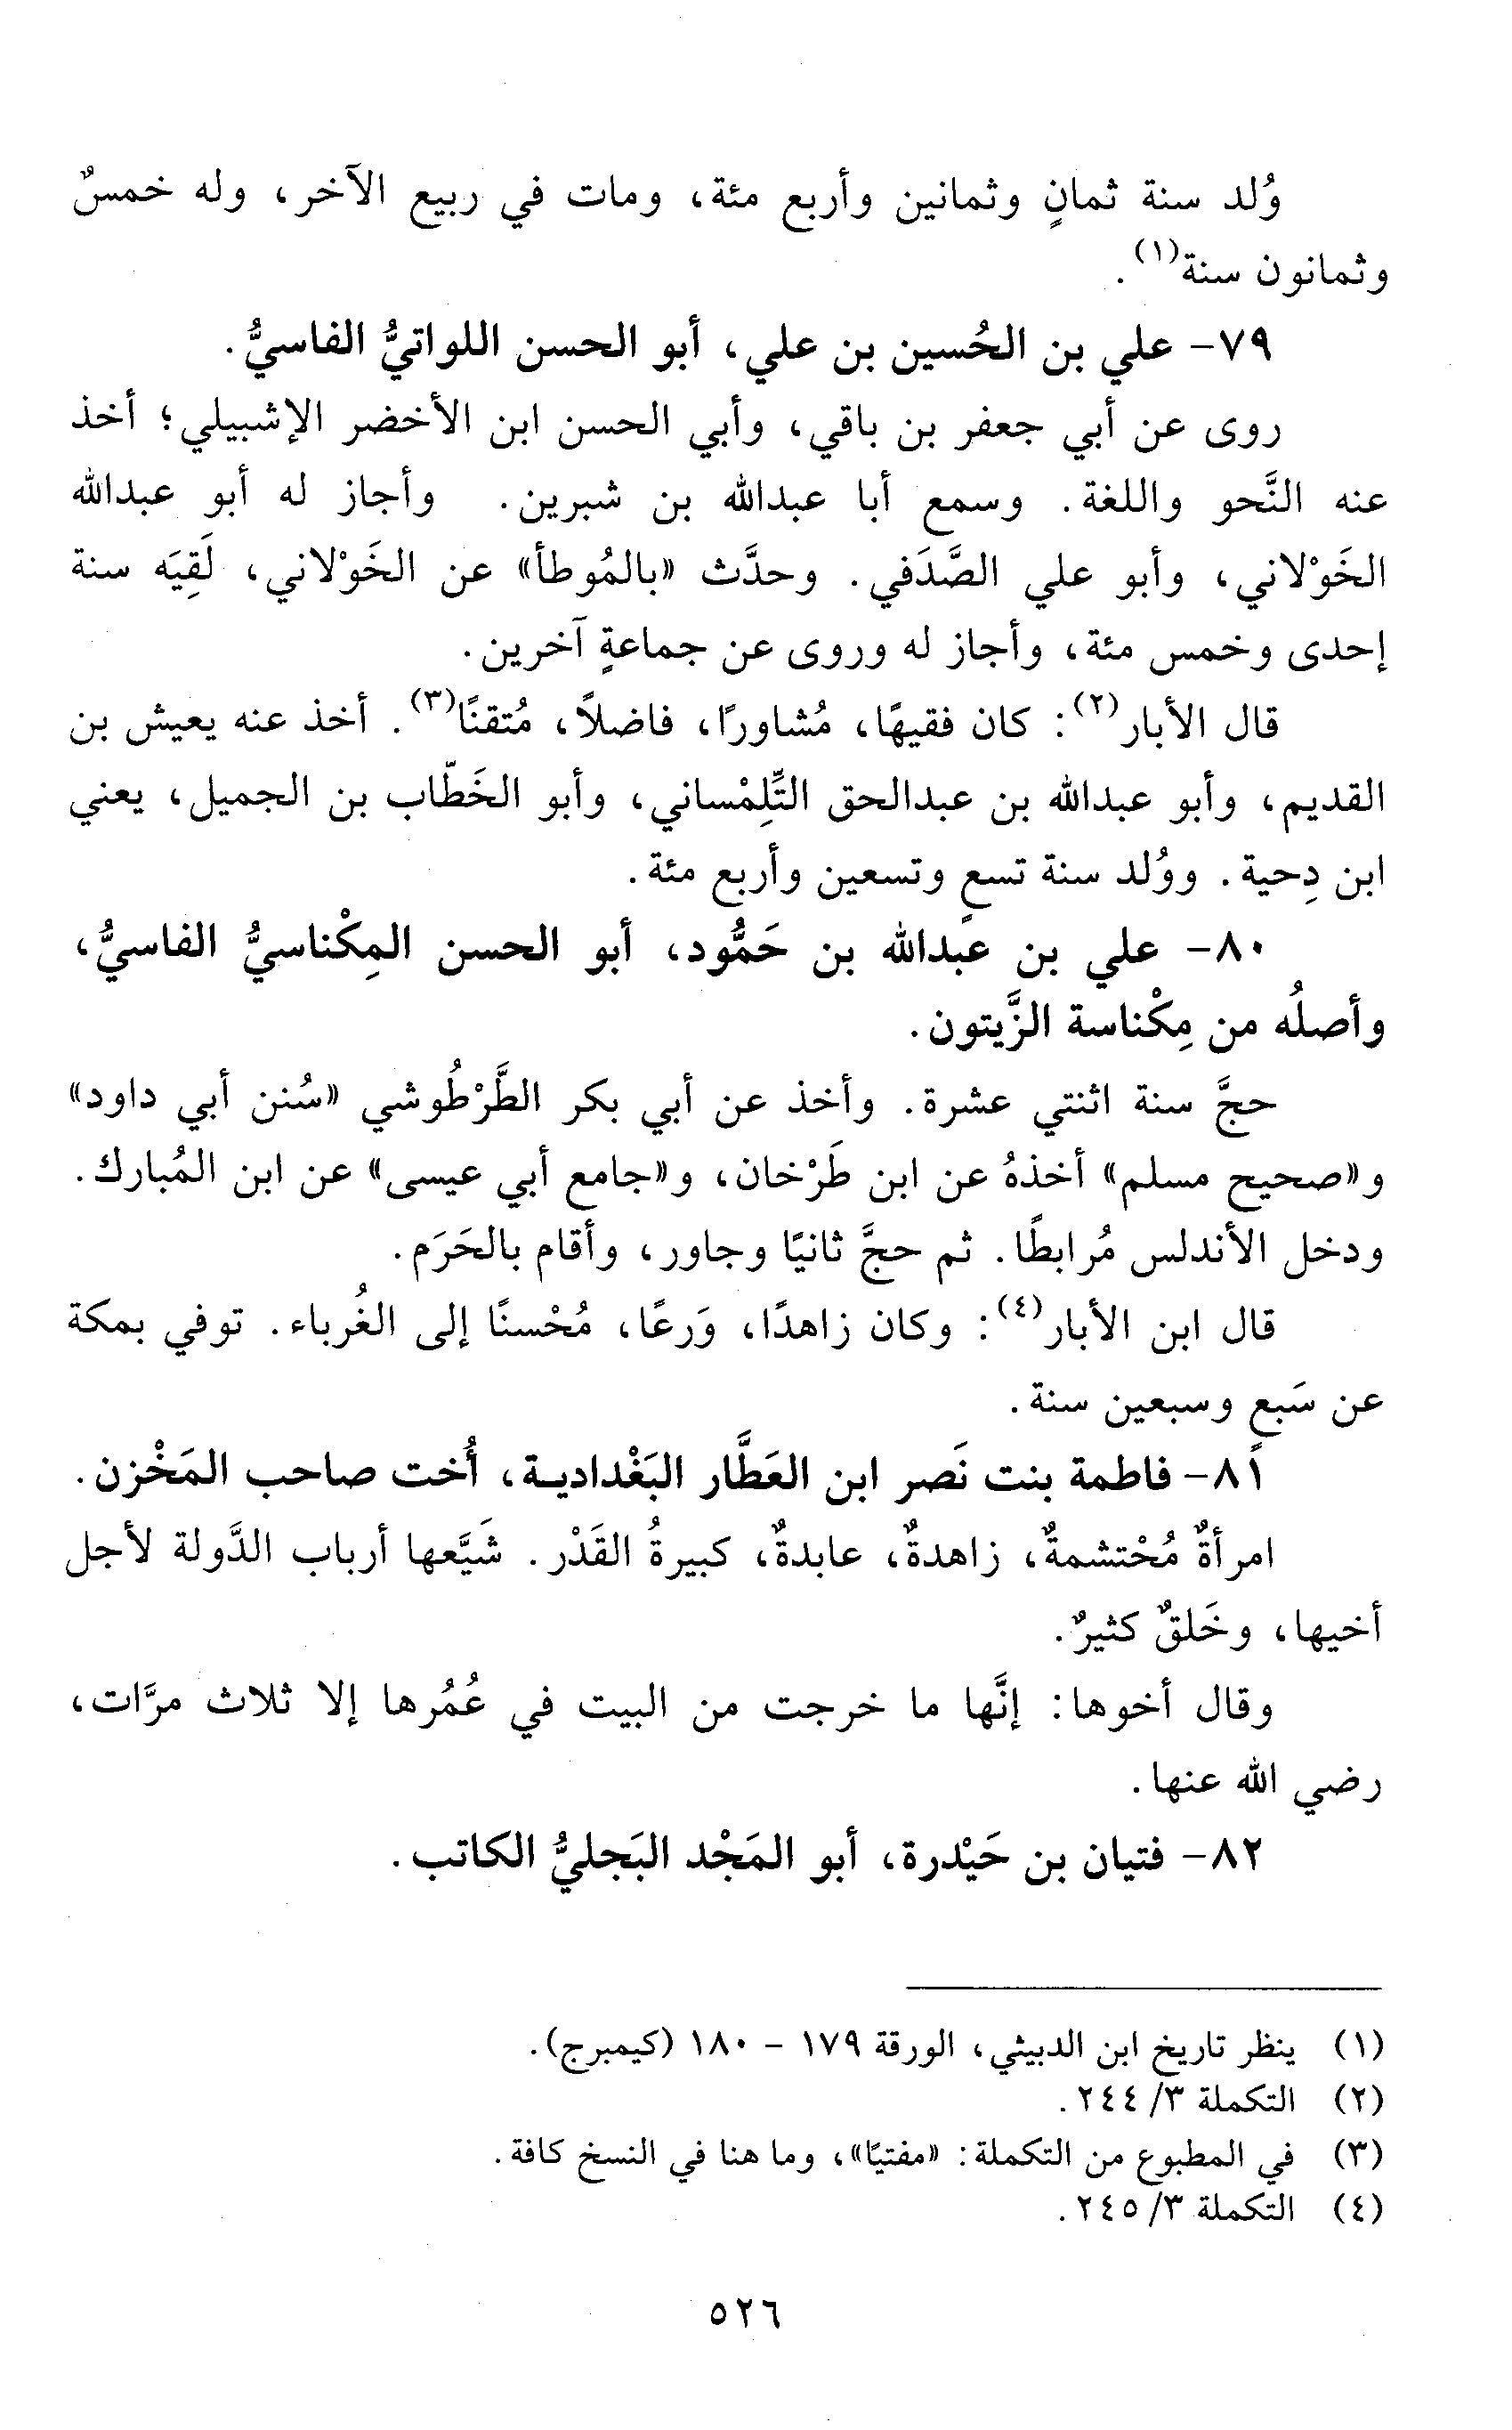 وُلد سنة ثمانٍ وثمانين وأربع مئة، ومات في ربيع الآخر، وله خمسٌ
وثمانون سنة(١).
٧٩- علي بن الحُسين بن علي، أبو الحسن اللواتيُّ الفاسيُّ.
روى عن أبي جعفر بن باقي، وأبي الحسن ابن الأخضر الإشبيلي؛ أخذ
عنه النَّحو واللغة. وسمع أبا عبدالله بن شبرين. وأجاز له أبو عبدالله
الخَوْلاني، وأبو علي الصَّدَفي. وحدَّث «بالمُوطأ» عن الخَوْلاني، لَقِيَه سنة
إحدى وخمس مئة، وأجاز له وروى عن جماعةٍ آخرين.
قال الأبار(٢): كان فقيهًا، مُشاورًا، فاضلاً، مُتقنًا(٣). أخذ عنه يعيش بن
القديم، وأبو عبدالله بن عبدالحق التِّلِمْساني، وأبو الخَطّاب بن الجميل، يعني
ابن دِحية. ووُلد سنة تسعٍ وتسعين وأربع مئة.
٨٠- علي بن عبدالله بن حَمُّود، أبو الحسن المِكْناسيُّ الفاسيُّ،
وأصلُه من مِكْناسة الزَّيتون.
حجَّ سنة اثنتي عشرة. وأخذ عن أبي بكر الطَّرْطُوشي «سُنن أبي داود»
و«صحيح مسلم» أخذهُ عن ابن طَرْخان، و«جامع أبي عيسى» عن ابن المُبارك.
ودخل الأندلس مُرابطًا. ثم حجَّ ثانيًا وجاور، وأقام بالحَرَم.
قال ابن الأبار(٤): وكان زاهدًا، وَرعًا، مُحْسنًا إلى الغُرباء. توفي بمكة
عن سَبع وسبعين سنة.
٨١- فاطمة بنت نَصر ابن العَطَّار البَغْدادية، أُخت صاحب المَخْزن.
امرأةٌ مُحْتشمةٌ، زاهدةٌ، عابدةٌ، كبيرةُ القَدْر. شَيَّعها أرباب الدَّولة لأجل
أخيها، وخَلقٌ كثيرٌ.
وقال أخوها: إنَّها ما خرجت من البيت في عُمُرها إلا ثلاث مرَّات،
رضي الله عنها.
٨٢- فتيان بن حَيْدرة، أبو المَجْد البَجليُّ الكاتب.
(١) ينظر تاريخ ابن الدبيثي، الورقة ١٧٩ - ١٨٠ (كيمبرج).
(٢) التكملة ٣/ ٢٤٤.
(٣) في المطبوع من التكملة: «مفتيًا»، وما هنا في النسخ كافة.
(٤) التكملة ٣/ ٢٤٥.
٥٢٦